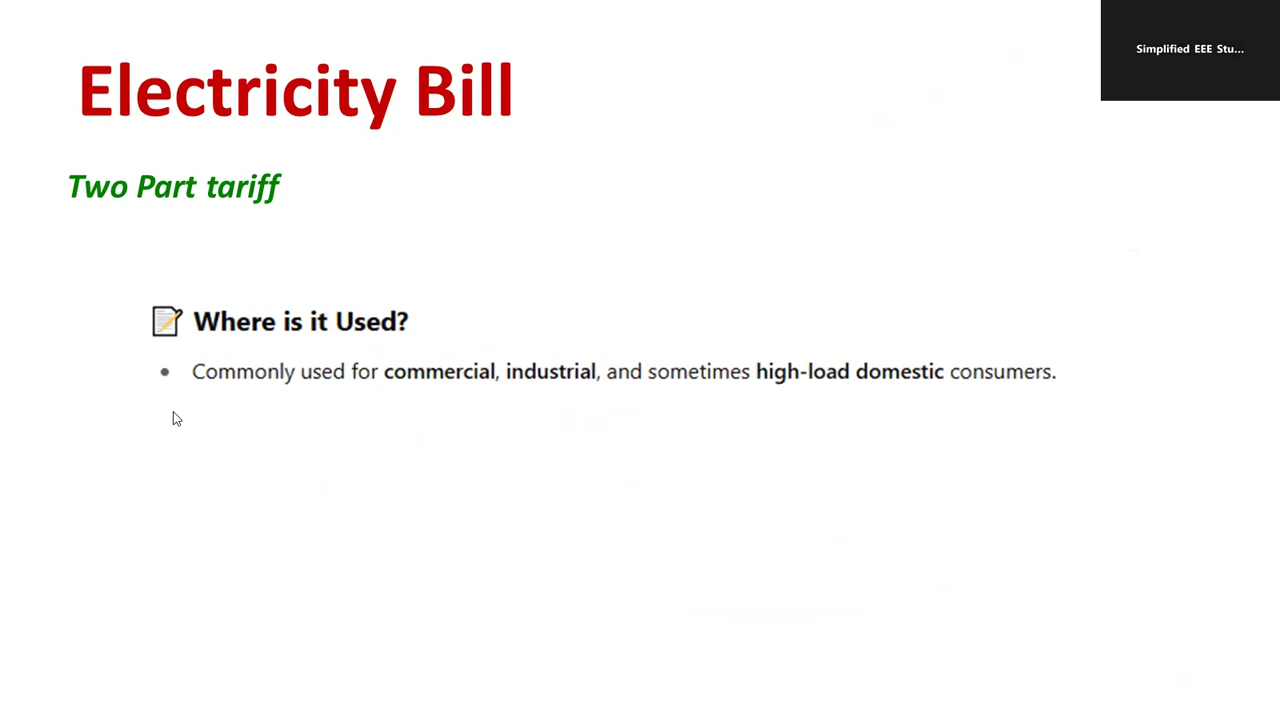 Simplified EEE Stu...
Electricity Bill
Two Part tariff
Where is it Used?
• Commonly used for commercial, industrial, and sometimes high-load domestic consumers.